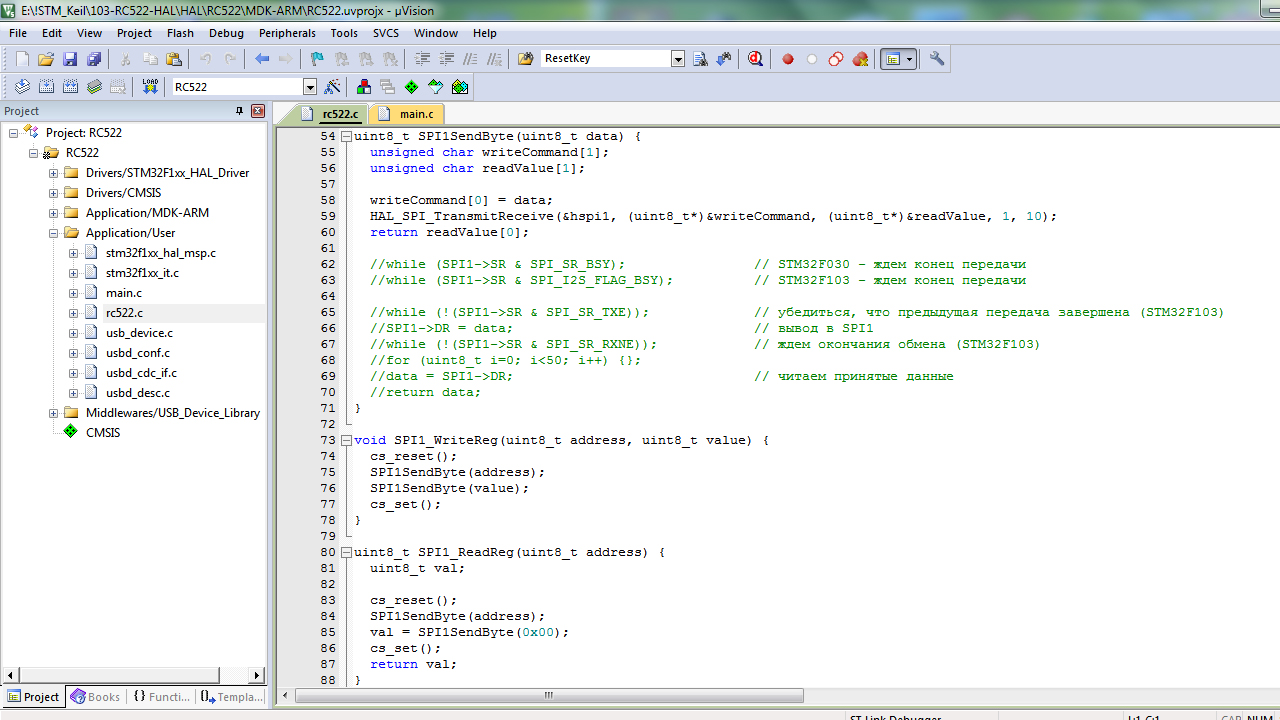 E:\!STM_Keil\103-RC522-HAL\HAL\RC522\MDK-ARM\RC522.uvprojx - µVision
File Edit View Project Flash Debug Peripherals Tools SVCS Window Help
ResetKey
LOAD RC522
Project
rc522.c main.c
Project: RC522
RC522
Drivers/STM32F1xx_HAL_Driver
Drivers/CMSIS
Application/MDK-ARM
Application/User
stm32f1xx_hal_msp.c
stm32f1xx_it.c
main.c
rc522.c
usb_device.c
usbd_conf.c
usbd_cdc_if.c
usbd_desc.c
Middlewares/USB_Device_Library
CMSIS
54 uint8_t SPI1SendByte(uint8_t data) {
55 unsigned char writeCommand[1];
56 unsigned char readValue[1];
57
58 writeCommand[0] = data;
59 HAL_SPI_TransmitReceive(&hspi1, (uint8_t*)&writeCommand, (uint8_t*)&readValue, 1, 10);
60 return readValue[0];
61
62 //while (SPI1->SR & SPI_SR_BSY); // STM32F030 - ждем конец передачи
63 //while (SPI1->SR & SPI_I2S_FLAG_BSY); // STM32F103 - ждем конец передачи
64
65 //while (!(SPI1->SR & SPI_SR_TXE)); // убедиться, что предыдущая передача завершена (STM32F103)
66 //SPI1->DR = data; // вывод в SPI1
67 //while (!(SPI1->SR & SPI_SR_RXNE)); // ждем окончания обмена (STM32F103)
68 //for (uint8_t i=0; i<50; i++) {};
69 //data = SPI1->DR; // читаем принятые данные
70 //return data;
71 }
72
73 void SPI1_WriteReg(uint8_t address, uint8_t value) {
74 cs_reset();
75 SPI1SendByte(address);
76 SPI1SendByte(value);
77 cs_set();
78 }
79
80 uint8_t SPI1_ReadReg(uint8_t address) {
81 uint8_t val;
82
83 cs_reset();
84 SPI1SendByte(address);
85 val = SPI1SendByte(0x00);
86 cs_set();
87 return val;
88 }
Project Books {} Functi... Templa...
ST-Link Debugger L:1 C:1 CAP NUM